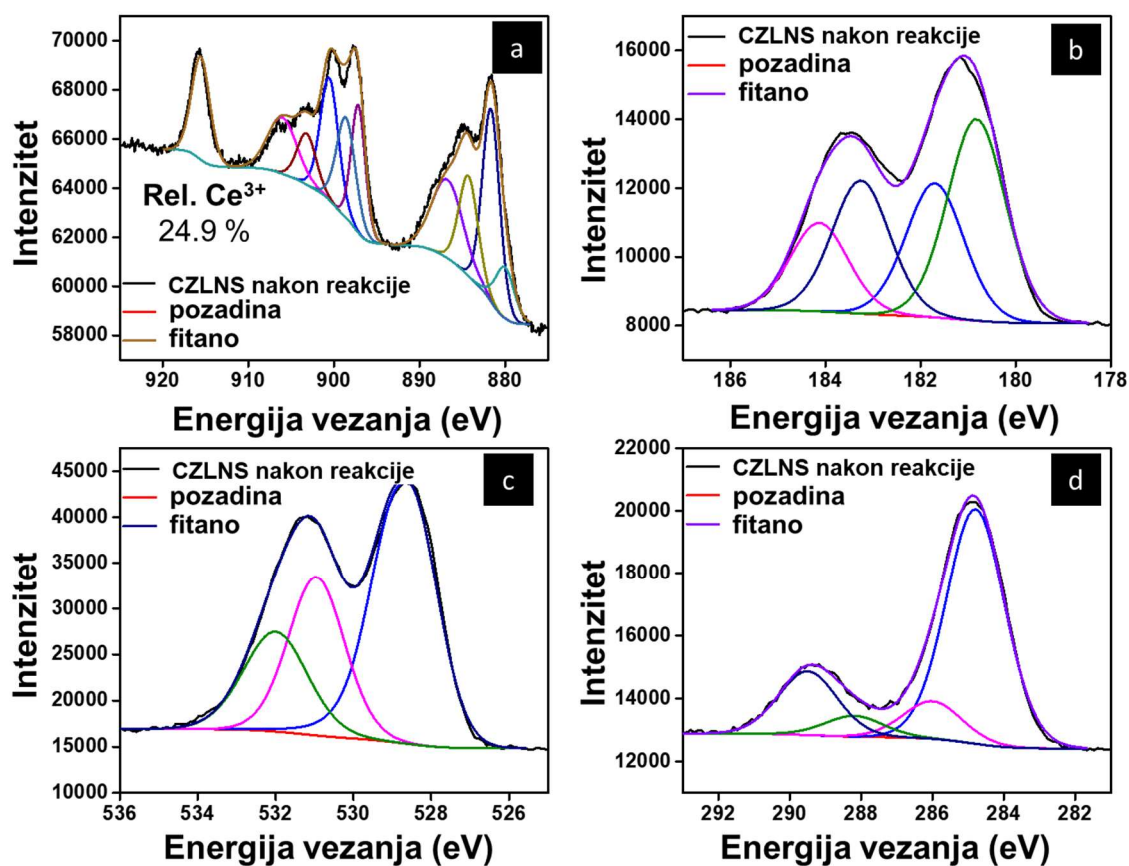 a
70000
68000
66000
64000
62000
60000
58000
Intenzitet
Rel. Ce³⁺
24.9 %
CZLNS nakon reakcije
pozadina
fitano
920 910 900 890 880
Energija vezanja (eV)
b
16000
14000
12000
10000
8000
Intenzitet
CZLNS nakon reakcije
pozadina
fitano
186 184 182 180 178
Energija vezanja (eV)
c
45000
40000
35000
30000
25000
20000
15000
10000
Intenzitet
CZLNS nakon reakcije
pozadina
fitano
536 534 532 530 528 526
Energija vezanja (eV)
d
22000
20000
18000
16000
14000
12000
Intenzitet
CZLNS nakon reakcije
pozadina
fitano
292 290 288 286 284 282
Energija vezanja (eV)